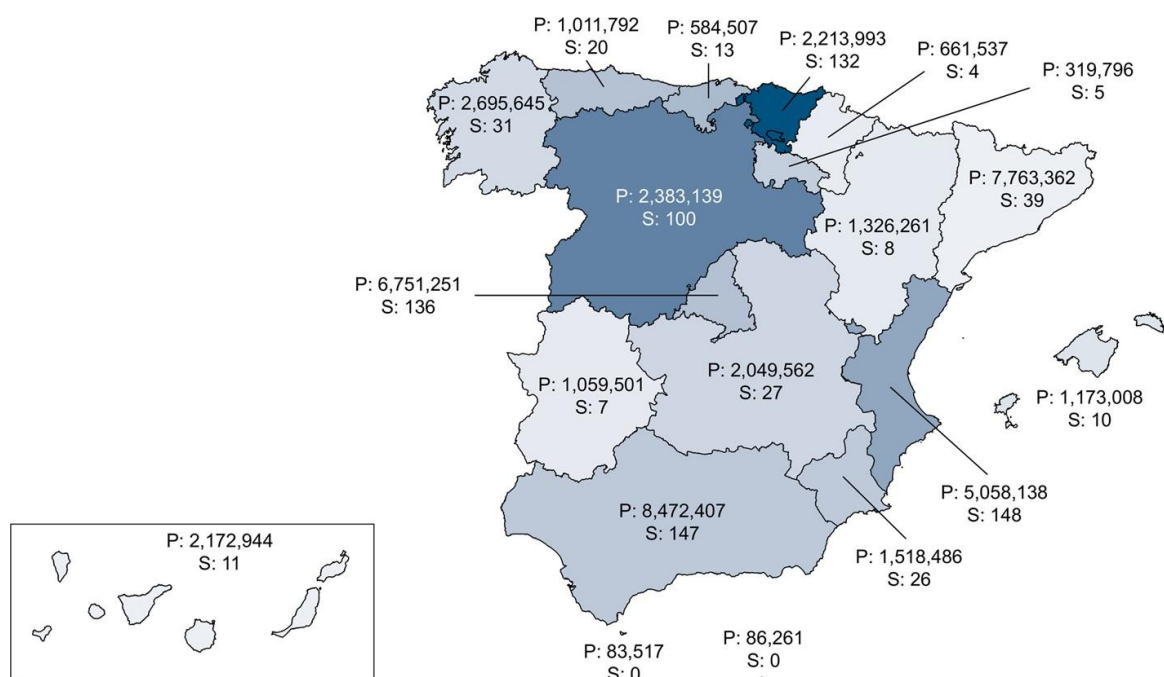 P: 1,011,792
S: 20
P: 584,507
S: 13
P: 2,213,993
S: 132
P: 661,537
S: 4
P: 319,796
S: 5
P: 2,695,645
S: 31
P: 7,763,362
S: 39
P: 2,383,139
S: 100
P: 1,326,261
S: 8
P: 6,751,251
S: 136
P: 2,049,562
S: 27
P: 1,059,501
S: 7
P: 1,173,008
S: 10
P: 5,058,138
S: 148
P: 8,472,407
S: 147
P: 1,518,486
S: 26
P: 2,172,944
S: 11
P: 83,517
S: 0
P: 86,261
S: 0